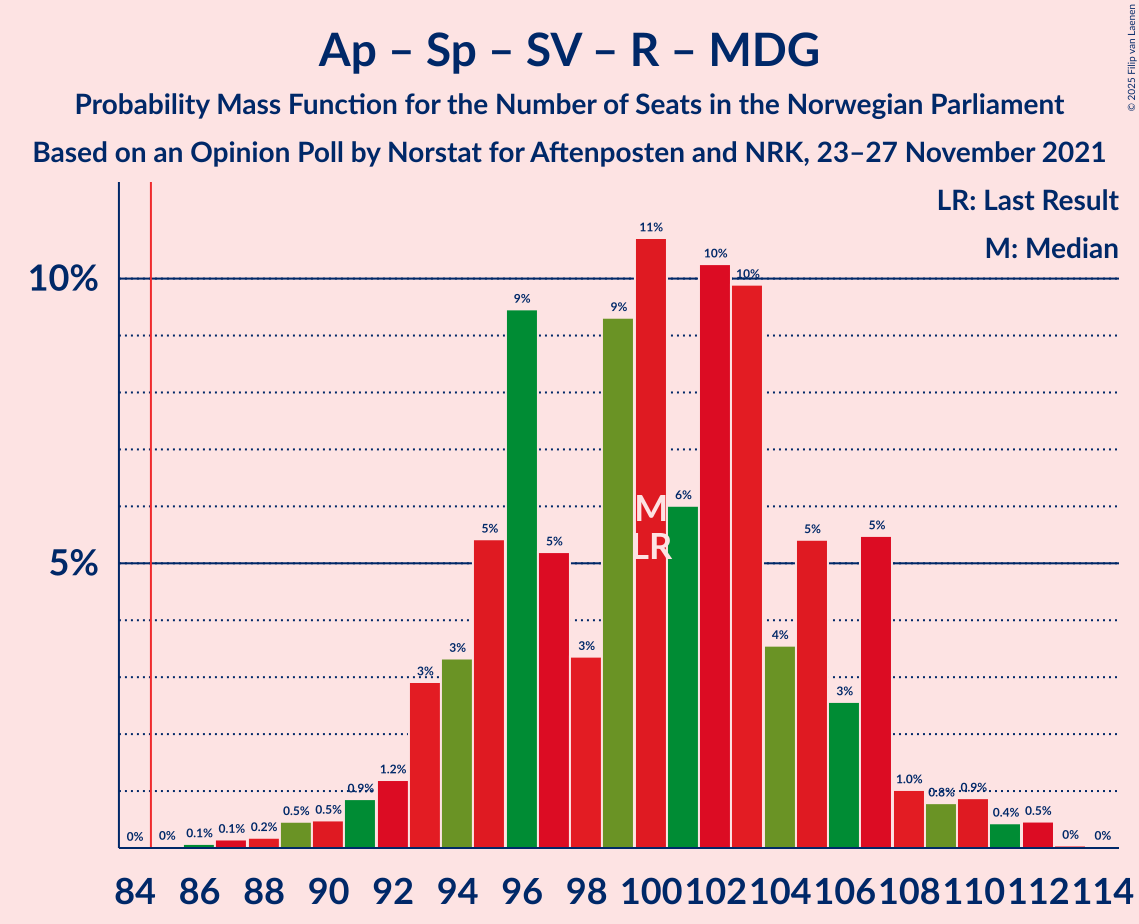 Ap – Sp – SV – R – MDG
Probability Mass Function for the Number of Seats in the Norwegian Parliament
Based on an Opinion Poll by Norstat for Aftenposten and NRK, 23–27 November 2021
© 2025 Filip van Laenen
LR: Last Result
M: Median
10%
5%
0% 0% 0.1% 0.1% 0.2% 0.5% 0.5% 0.9% 1.2% 3% 3% 5% 9% 5% 3% 9% 11% 6% 10% 10% 4% 5% 3% 5% 1.0% 0.8% 0.9% 0.4% 0.5% 0% 0%
M
LR
84 86 88 90 92 94 96 98 100 102 104 106 108 110 112 114